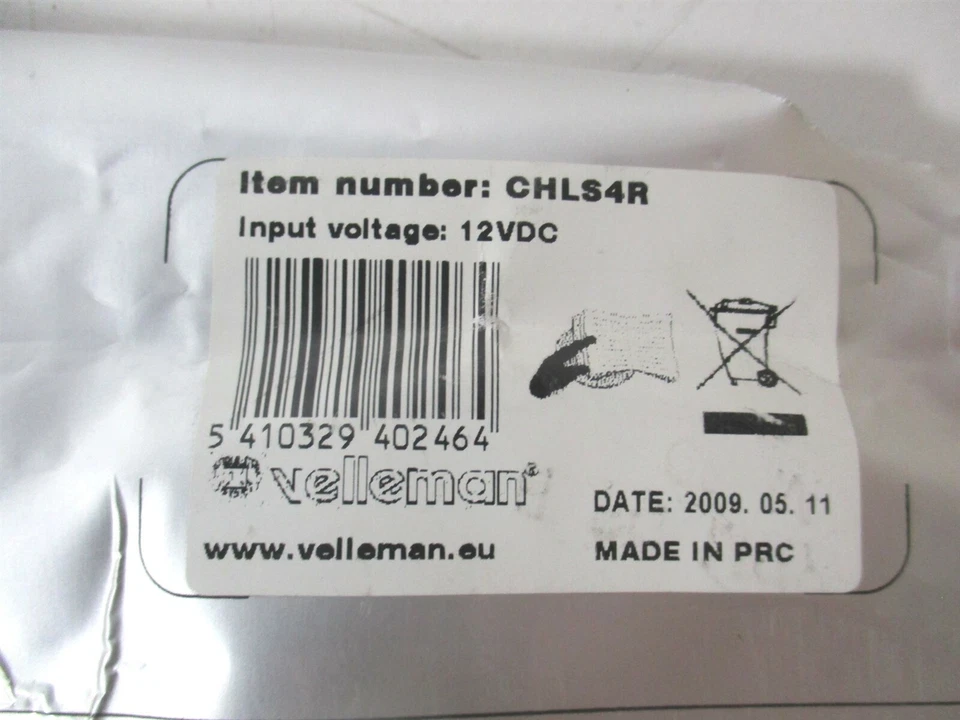 Item number: CHLS4R
Input voltage: 12VDC
5 410329 402464
velleman®
DATE: 2009. 05. 11
www.velleman.eu
MADE IN PRC